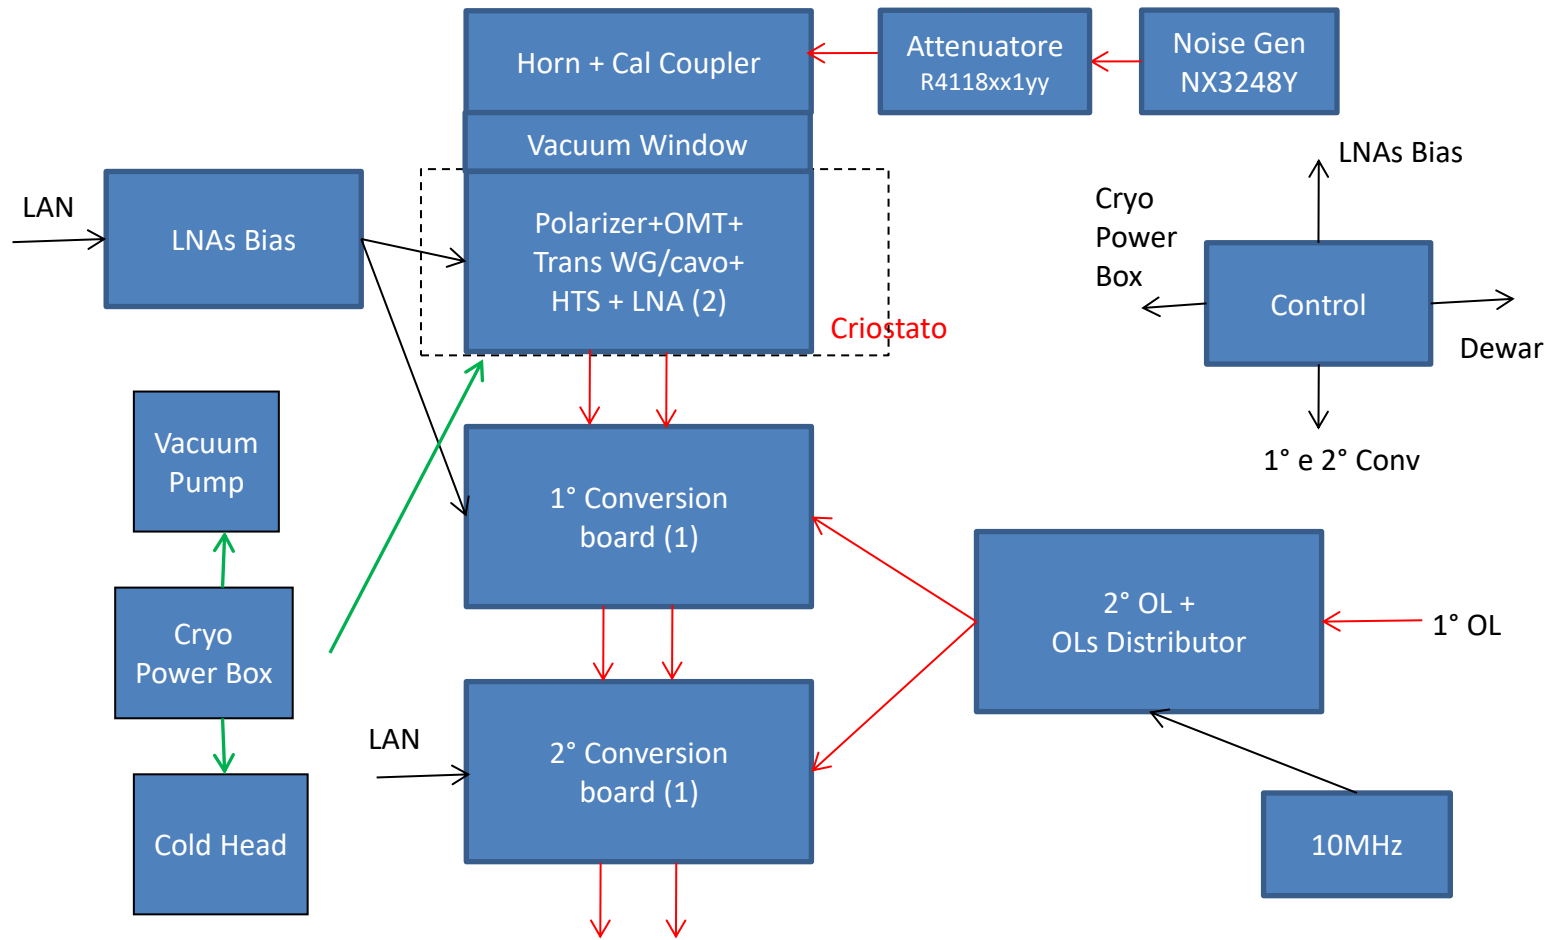 Horn + Cal Coupler
Attenuatore
R4118xx1yy
Noise Gen
NX3248Y
Vacuum Window
LAN
LNAs Bias
Polarizer+OMT+
Trans WG/cavo+
HTS + LNA (2)
Criostato
LNAs Bias
Cryo
Power
Box
Control
Dewar
1° e 2° Conv
Vacuum
Pump
1° Conversion
board (1)
Cryo
Power Box
2° OL +
OLs Distributor
1° OL
LAN
2° Conversion
board (1)
Cold Head
10MHz